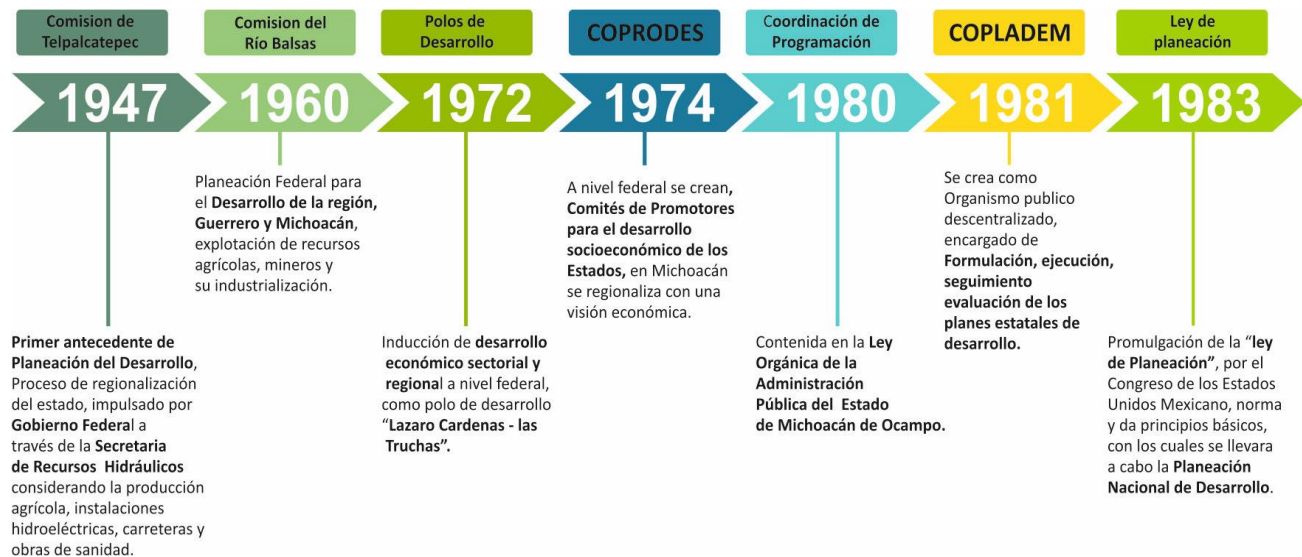 Comision de
Telpalcatepec
Comision del
Río Balsas
Polos de
Desarrollo
COPRODES
Coordinación de
Programación
COPLADEM
Ley de
planeación
1947
1960
1972
1974
1980
1981
1983
Primer antecedente de
Planeación del Desarrollo,
Proceso de regionalización
del estado, impulsado por
Gobierno Federal a
través de la Secretaria
de Recursos Hidráulicos
considerando la producción
agrícola, instalaciones
hidroeléctricas, carreteras y
obras de sanidad.
Planeación Federal para
el Desarrollo de la región,
Guerrero y Michoacán,
explotación de recursos
agrícolas, mineros y
su industrialización.
Inducción de desarrollo
económico sectorial y
regional a nivel federal,
como polo de desarrollo
“Lazaro Cardenas - las
Truchas”.
A nivel federal se crean,
Comités de Promotores
para el desarrollo
socioeconómico de los
Estados, en Michoacán
se regionaliza con una
visión económica.
Contenida en la Ley
Orgánica de la
Administración
Pública del Estado
de Michoacán de Ocampo.
Se crea como
Organismo publico
descentralizado,
encargado de
Formulación, ejecución,
seguimiento
evaluación de los
planes estatales de
desarrollo.
Promulgación de la “ley
de Planeación”, por el
Congreso de los Estados
Unidos Mexicano, norma
y da principios básicos,
con los cuales se llevara
a cabo la Planeación
Nacional de Desarrollo.